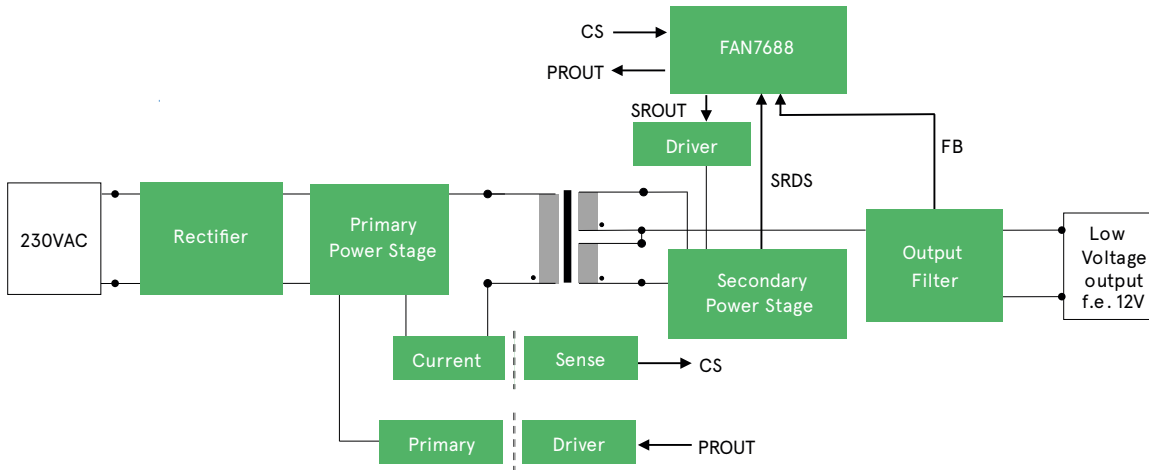 CS
FAN7688
PROUT
SROUT
Driver
FB
SRDS
230VAC
Rectifier
Primary
Power Stage
Secondary
Power Stage
Output
Filter
Low
Voltage
output
f.e. 12V
Current
Sense
CS
Primary
Driver
PROUT